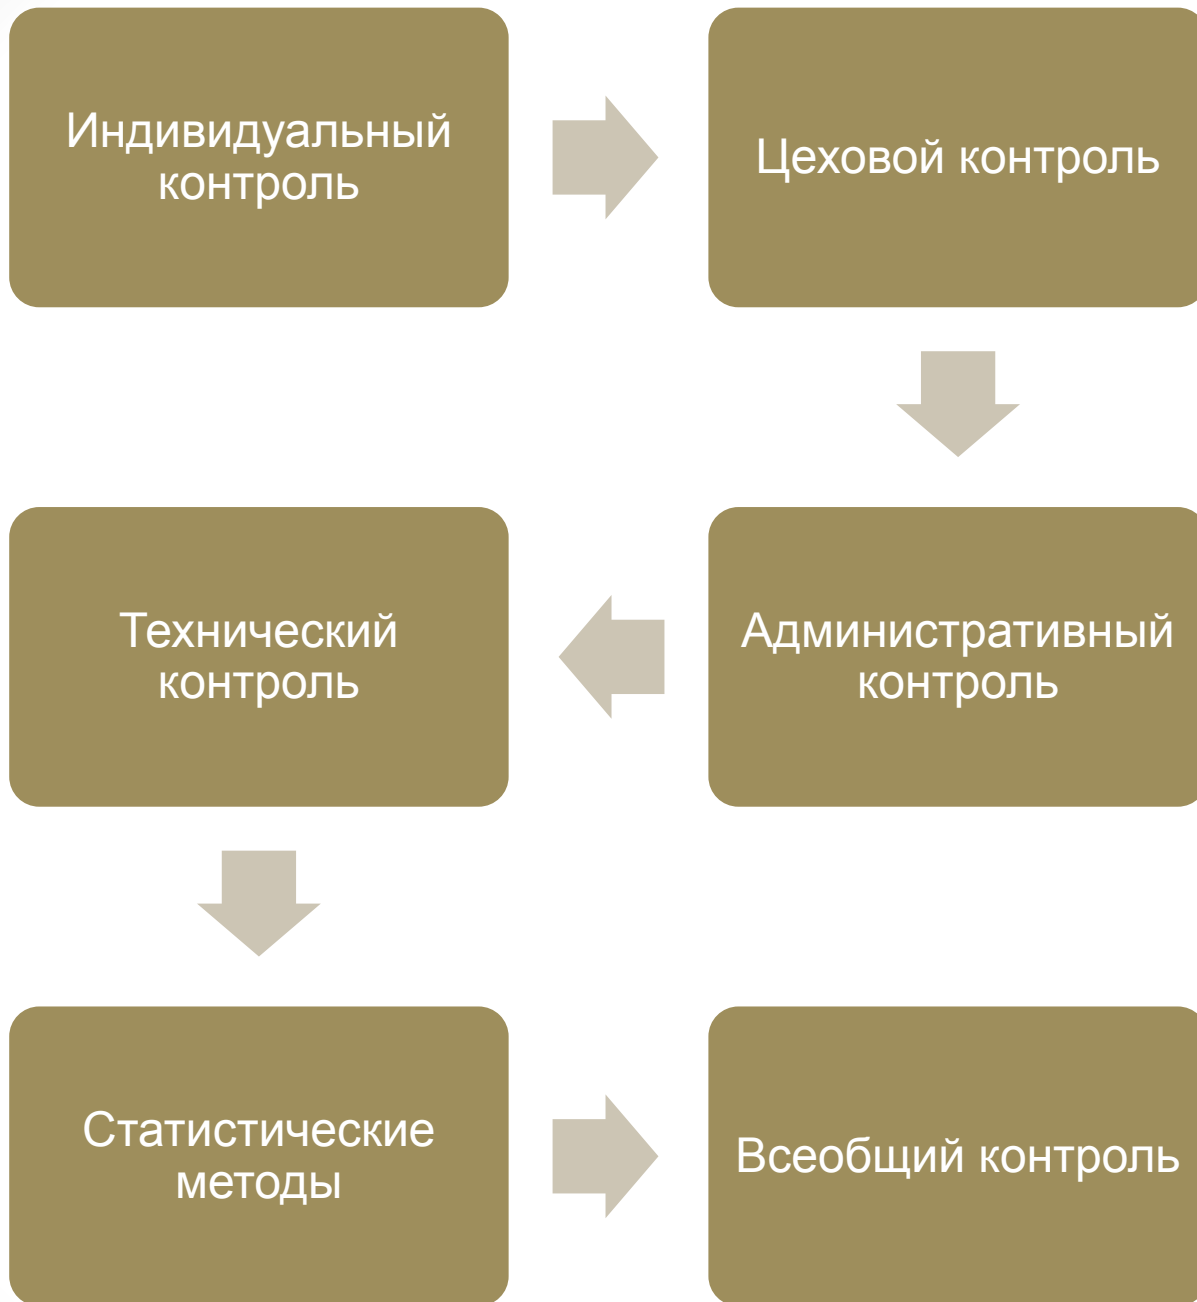 Индивидуальный
контроль
Цеховой контроль
Административный
контроль
Технический
контроль
Статистические
методы
Всеобщий контроль